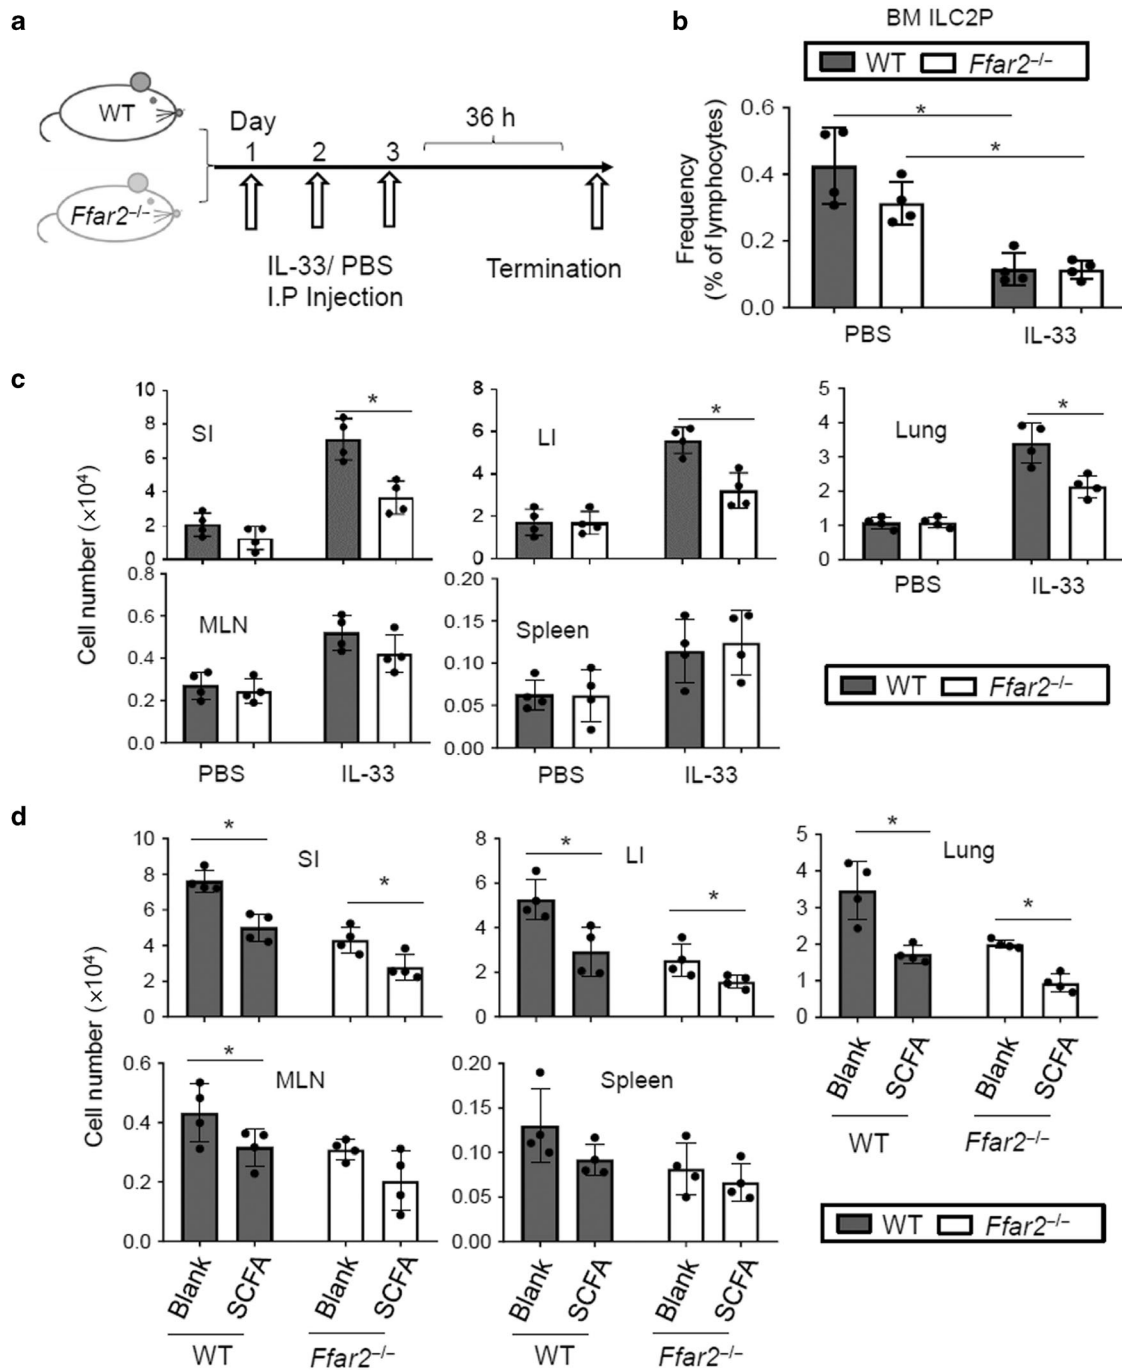 a
WT
Ffar2–/–
Day
1 2 3
36 h
IL-33/ PBS
I.P Injection
Termination
b
BM ILC2P
WT Ffar2–/–
Frequency
(% of lymphocytes)
0.6
0.4
0.2
0.0
*
*
PBS IL-33
c
Cell number (×10⁴)
SI
10
8
6
4
2
0
*
LI
8
6
4
2
0
*
Lung
5
4
3
2
1
0
*
PBS IL-33
MLN
0.8
0.6
0.4
0.2
0.0
PBS IL-33
Spleen
0.20
0.15
0.10
0.05
0.00
PBS IL-33
WT Ffar2–/–
d
Cell number (×10⁴)
SI
10
8
6
4
2
0
*
*
LI
8
6
4
2
0
*
*
Lung
5
4
3
2
1
0
*
*
Blank SCFA Blank SCFA
WT Ffar2–/–
MLN
0.6
0.4
0.2
0.0
*
Blank SCFA Blank SCFA
WT Ffar2–/–
Spleen
0.20
0.15
0.10
0.05
0.00
Blank SCFA Blank SCFA
WT Ffar2–/–
WT Ffar2–/–